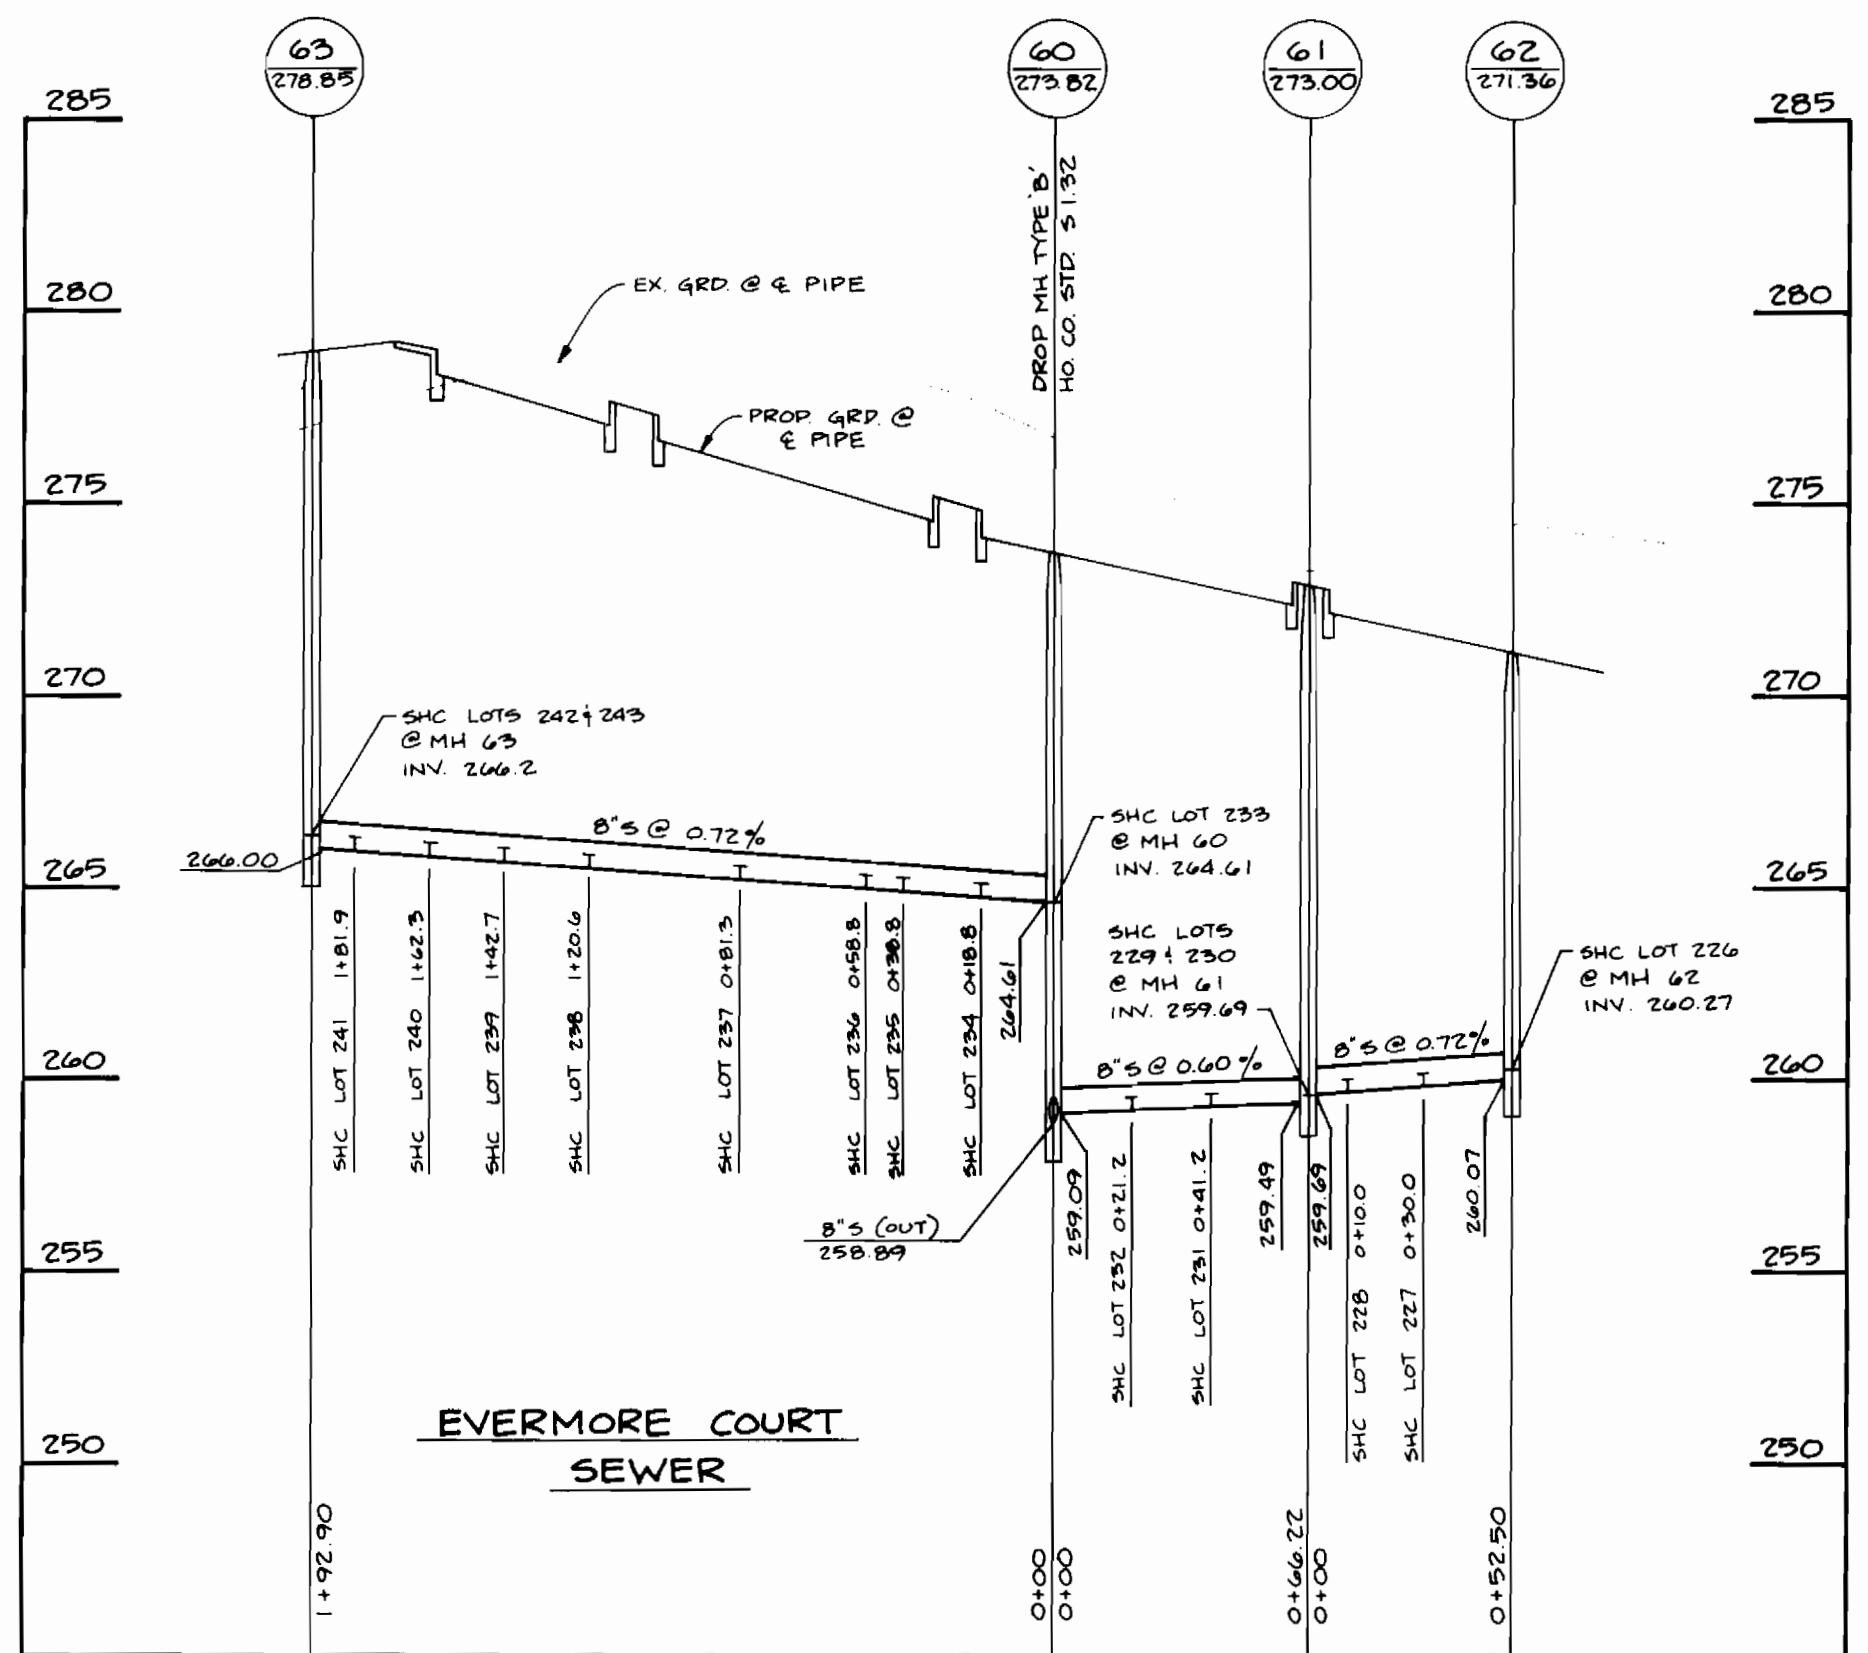 63
278.85
60
273.82
61
273.00
62
271.36
285
285
280
280
275
275
270
270
265
265
260
260
255
255
250
250
DROP MH TYPE 'B'
HO. CO. STD. S 1.32
EX. GRD. @ ℄ PIPE
PROP. GRD. @
℄ PIPE
SHC LOTS 242 & 243
@ MH 63
INV. 266.2
266.00
8"S @ 0.72%
SHC LOT 233
@ MH 60
INV. 264.61
SHC LOTS
229 & 230
@ MH 61
INV. 259.69
SHC LOT 226
@ MH 62
INV. 260.27
SHC LOT 241 1+81.9
SHC LOT 240 1+62.3
SHC LOT 239 1+42.7
SHC LOT 238 1+20.6
SHC LOT 237 0+81.3
SHC LOT 236 0+58.8
SHC LOT 235 0+38.8
SHC LOT 234 0+18.8
264.61
8"S @ 0.60%
8"S @ 0.72%
8"S (OUT)
258.89
259.09
SHC LOT 232 0+21.2
SHC LOT 231 0+41.2
259.49
259.69
SHC LOT 228 0+10.0
SHC LOT 227 0+30.0
260.07
EVERMORE COURT
SEWER
1+92.90
0+00
0+00
0+66.22
0+00
0+52.50